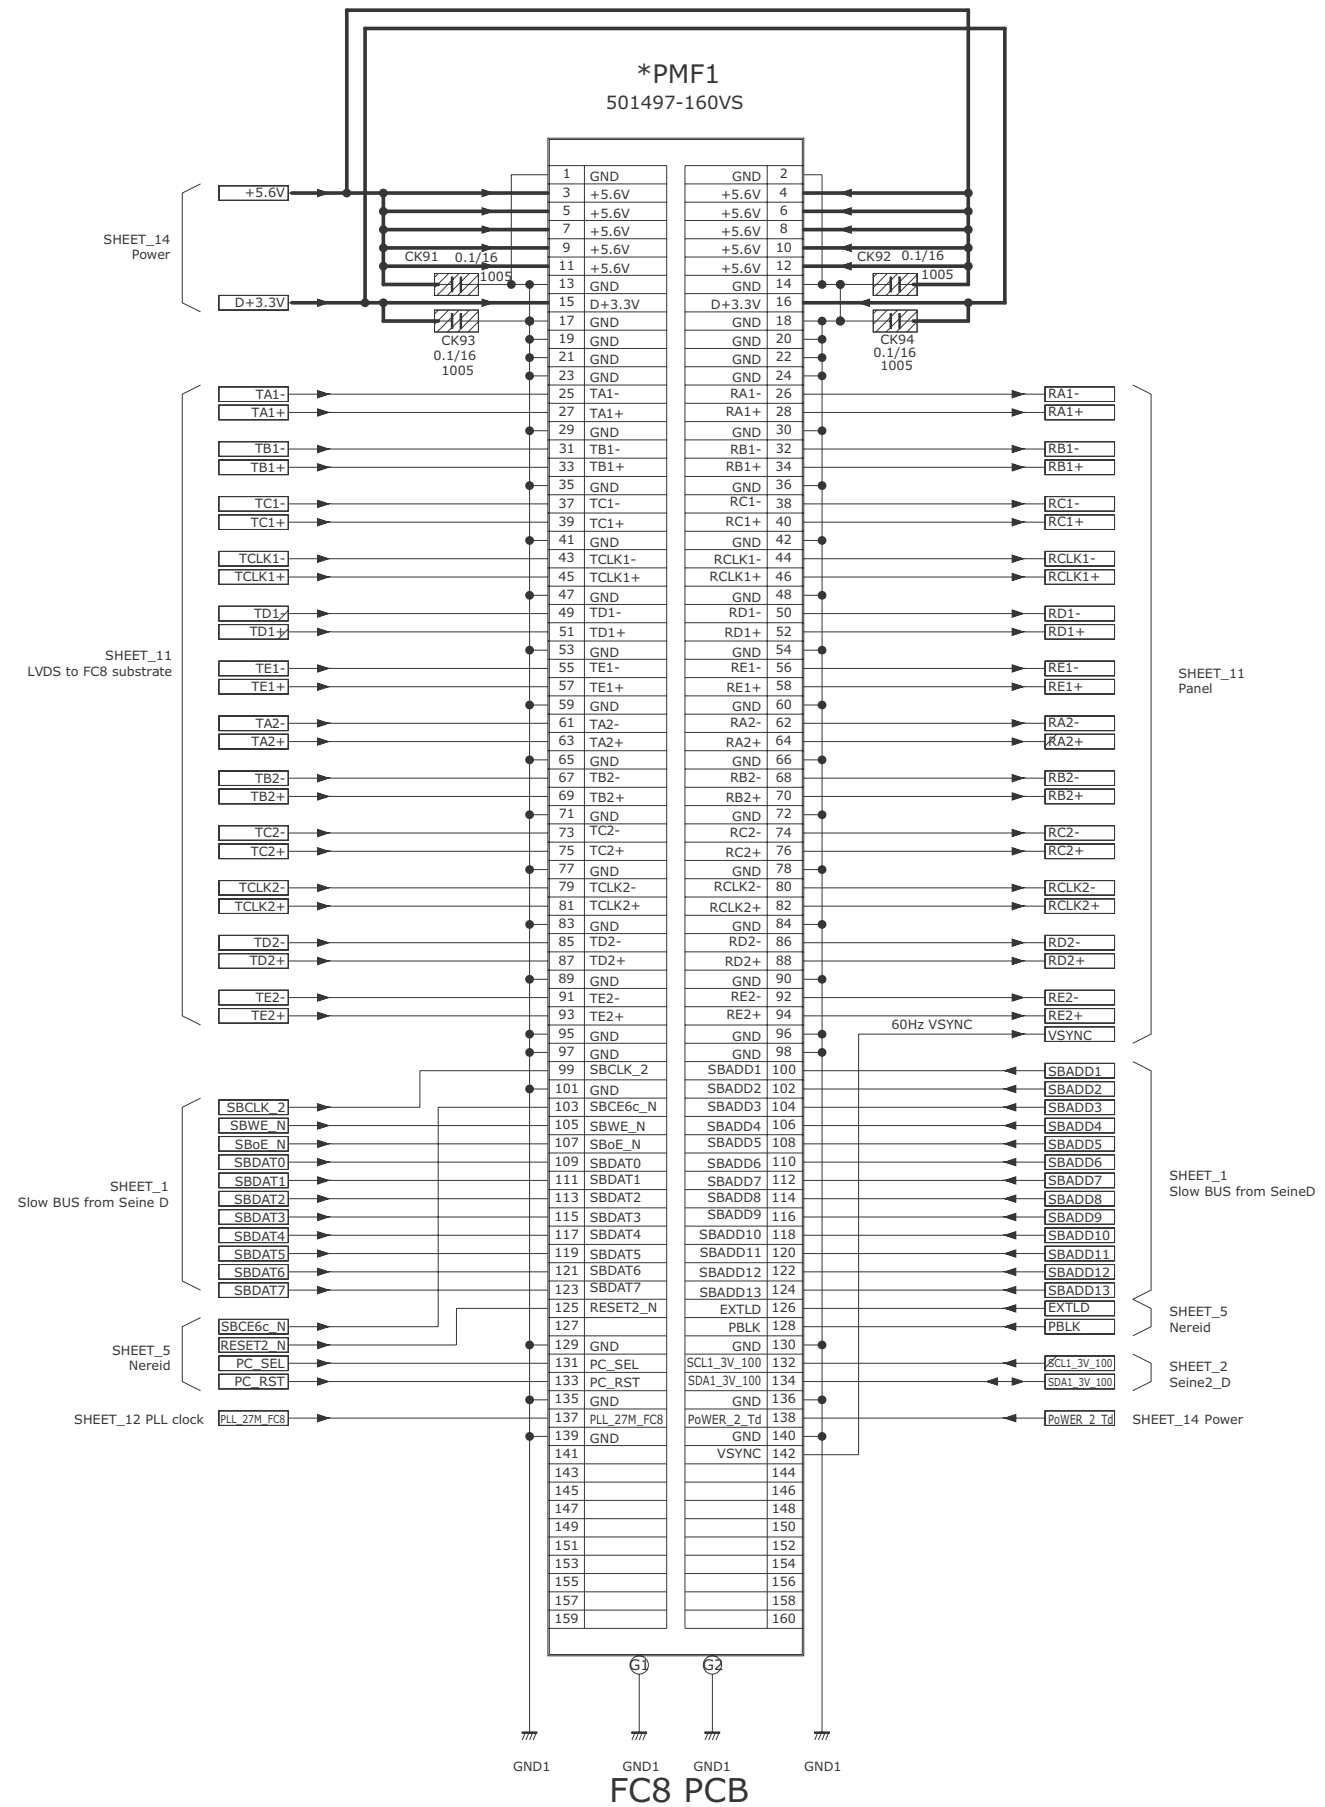 *PMF1
501497-160VS
1 GND GND 2
+5.6V 3 +5.6V +5.6V 4
5 +5.6V +5.6V 6
7 +5.6V +5.6V 8
SHEET_14
Power
9 +5.6V +5.6V 10
CK91 0.1/16 CK92 0.1/16
11 +5.6V +5.6V 12
1005 1005
13 GND GND 14
D+3.3V 15 D+3.3V D+3.3V 16
17 GND GND 18
CK93 19 GND GND 20 CK94
0.1/16 21 GND GND 22 0.1/16
1005 23 GND GND 24 1005
TA1- 25 TA1- RA1- 26 RA1-
TA1+ 27 TA1+ RA1+ 28 RA1+
29 GND GND 30
TB1- 31 TB1- RB1- 32 RB1-
TB1+ 33 TB1+ RB1+ 34 RB1+
35 GND GND 36
TC1- 37 TC1- RC1- 38 RC1-
TC1+ 39 TC1+ RC1+ 40 RC1+
41 GND GND 42
TCLK1- 43 TCLK1- RCLK1- 44 RCLK1-
TCLK1+ 45 TCLK1+ RCLK1+ 46 RCLK1+
47 GND GND 48
TD1- 49 TD1- RD1- 50 RD1-
TD1+ 51 TD1+ RD1+ 52 RD1+
53 GND GND 54
SHEET_11
LVDS to FC8 substrate
TE1- 55 TE1- RE1- 56 RE1-
TE1+ 57 TE1+ RE1+ 58 RE1+
SHEET_11
Panel
59 GND GND 60
TA2- 61 TA2- RA2- 62 RA2-
TA2+ 63 TA2+ RA2+ 64 RA2+
65 GND GND 66
TB2- 67 TB2- RB2- 68 RB2-
TB2+ 69 TB2+ RB2+ 70 RB2+
71 GND GND 72
TC2- 73 TC2- RC2- 74 RC2-
TC2+ 75 TC2+ RC2+ 76 RC2+
77 GND GND 78
TCLK2- 79 TCLK2- RCLK2- 80 RCLK2-
TCLK2+ 81 TCLK2+ RCLK2+ 82 RCLK2+
83 GND GND 84
TD2- 85 TD2- RD2- 86 RD2-
TD2+ 87 TD2+ RD2+ 88 RD2+
89 GND GND 90
TE2- 91 TE2- RE2- 92 RE2-
TE2+ 93 TE2+ RE2+ 94 RE2+
95 GND GND 96 60Hz VSYNC VSYNC
97 GND GND 98
99 SBCLK_2 SBADD1 100 SBADD1
101 GND SBADD2 102 SBADD2
SBCLK_2 103 SBCE6c_N SBADD3 104 SBADD3
SBWE_N 105 SBWE_N SBADD4 106 SBADD4
SBoE_N 107 SBoE_N SBADD5 108 SBADD5
SBDAT0 109 SBDAT0 SBADD6 110 SBADD6
SBDAT1 111 SBDAT1 SBADD7 112 SBADD7
SHEET_1
Slow BUS from Seine D
SHEET_1
Slow BUS from SeineD
SBDAT2 113 SBDAT2 SBADD8 114 SBADD8
SBDAT3 115 SBDAT3 SBADD9 116 SBADD9
SBDAT4 117 SBDAT4 SBADD10 118 SBADD10
SBDAT5 119 SBDAT5 SBADD11 120 SBADD11
SBDAT6 121 SBDAT6 SBADD12 122 SBADD12
SBDAT7 123 SBDAT7 SBADD13 124 SBADD13
125 RESET2_N EXTLD 126 EXTLD
SBCE6c_N 127 PBLK 128 PBLK
SHEET_5
Nereid
RESET2_N 129 GND GND 130
SHEET_5
Nereid
PC_SEL 131 PC_SEL SCL1_3V_100 132 SCL1_3V_100
PC_RST 133 PC_RST SDA1_3V_100 134 SDA1_3V_100
SHEET_2
Seine2_D
135 GND GND 136
SHEET_12 PLL clock PLL_27M_FC8 137 PLL_27M_FC8 PoWER_2_Td 138 PoWER_2_Td SHEET_14 Power
139 GND GND 140
141 VSYNC 142
143 144
145 146
147 148
149 150
151 152
153 154
155 156
157 158
159 160
G1 G2
GND1 GND1 GND1 GND1
FC8 PCB